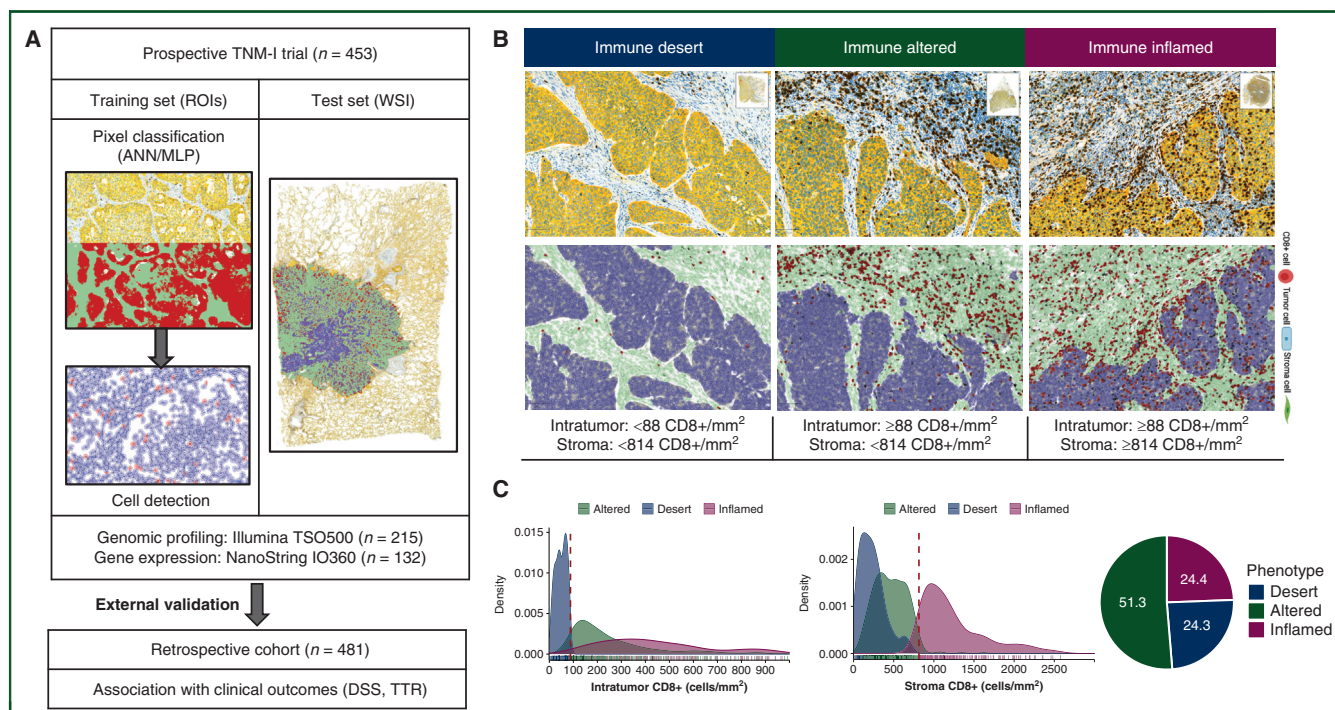 A
Prospective TNM-I trial (n = 453)
Training set (ROIs)
Test set (WSI)
Pixel classification
(ANN/MLP)
Cell detection
Genomic profiling: Illumina TSO500 (n = 215)
Gene expression: NanoString IO360 (n = 132)
External validation
Retrospective cohort (n = 481)
Association with clinical outcomes (DSS, TTR)
B
Immune desert
Immune altered
Immune inflamed
CD8+ cell
Tumor cell
Stroma cell
Intratumor: <88 CD8+/mm²
Stroma: <814 CD8+/mm²
Intratumor: ≥88 CD8+/mm²
Stroma: <814 CD8+/mm²
Intratumor: ≥88 CD8+/mm²
Stroma: ≥814 CD8+/mm²
C
Altered Desert Inflamed
Density
0.015
0.010
0.005
0.000
0 100 200 300 400 500 600 700 800 900
Intratumor CD8+ (cells/mm²)
Altered Desert Inflamed
Density
0.002
0.001
0.000
0 500 1000 1500 2000 2500
Stroma CD8+ (cells/mm²)
51.3
24.4
24.3
Phenotype
Desert
Altered
Inflamed